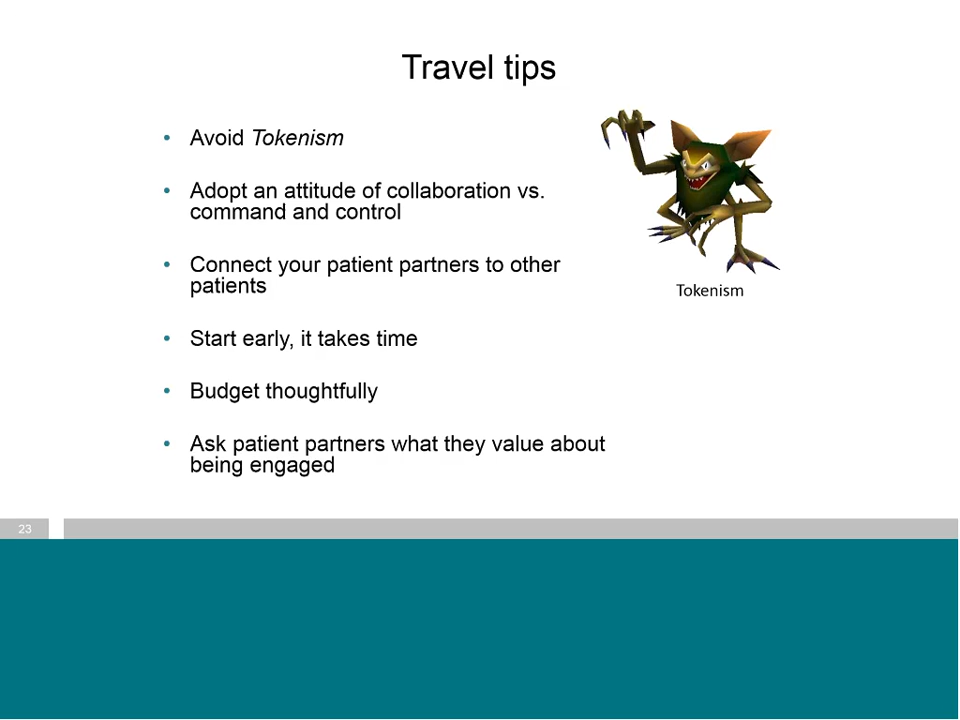 Travel tips
• Avoid Tokenism
• Adopt an attitude of collaboration vs.
command and control
• Connect your patient partners to other
patients
• Start early, it takes time
• Budget thoughtfully
• Ask patient partners what they value about
being engaged
Tokenism
23